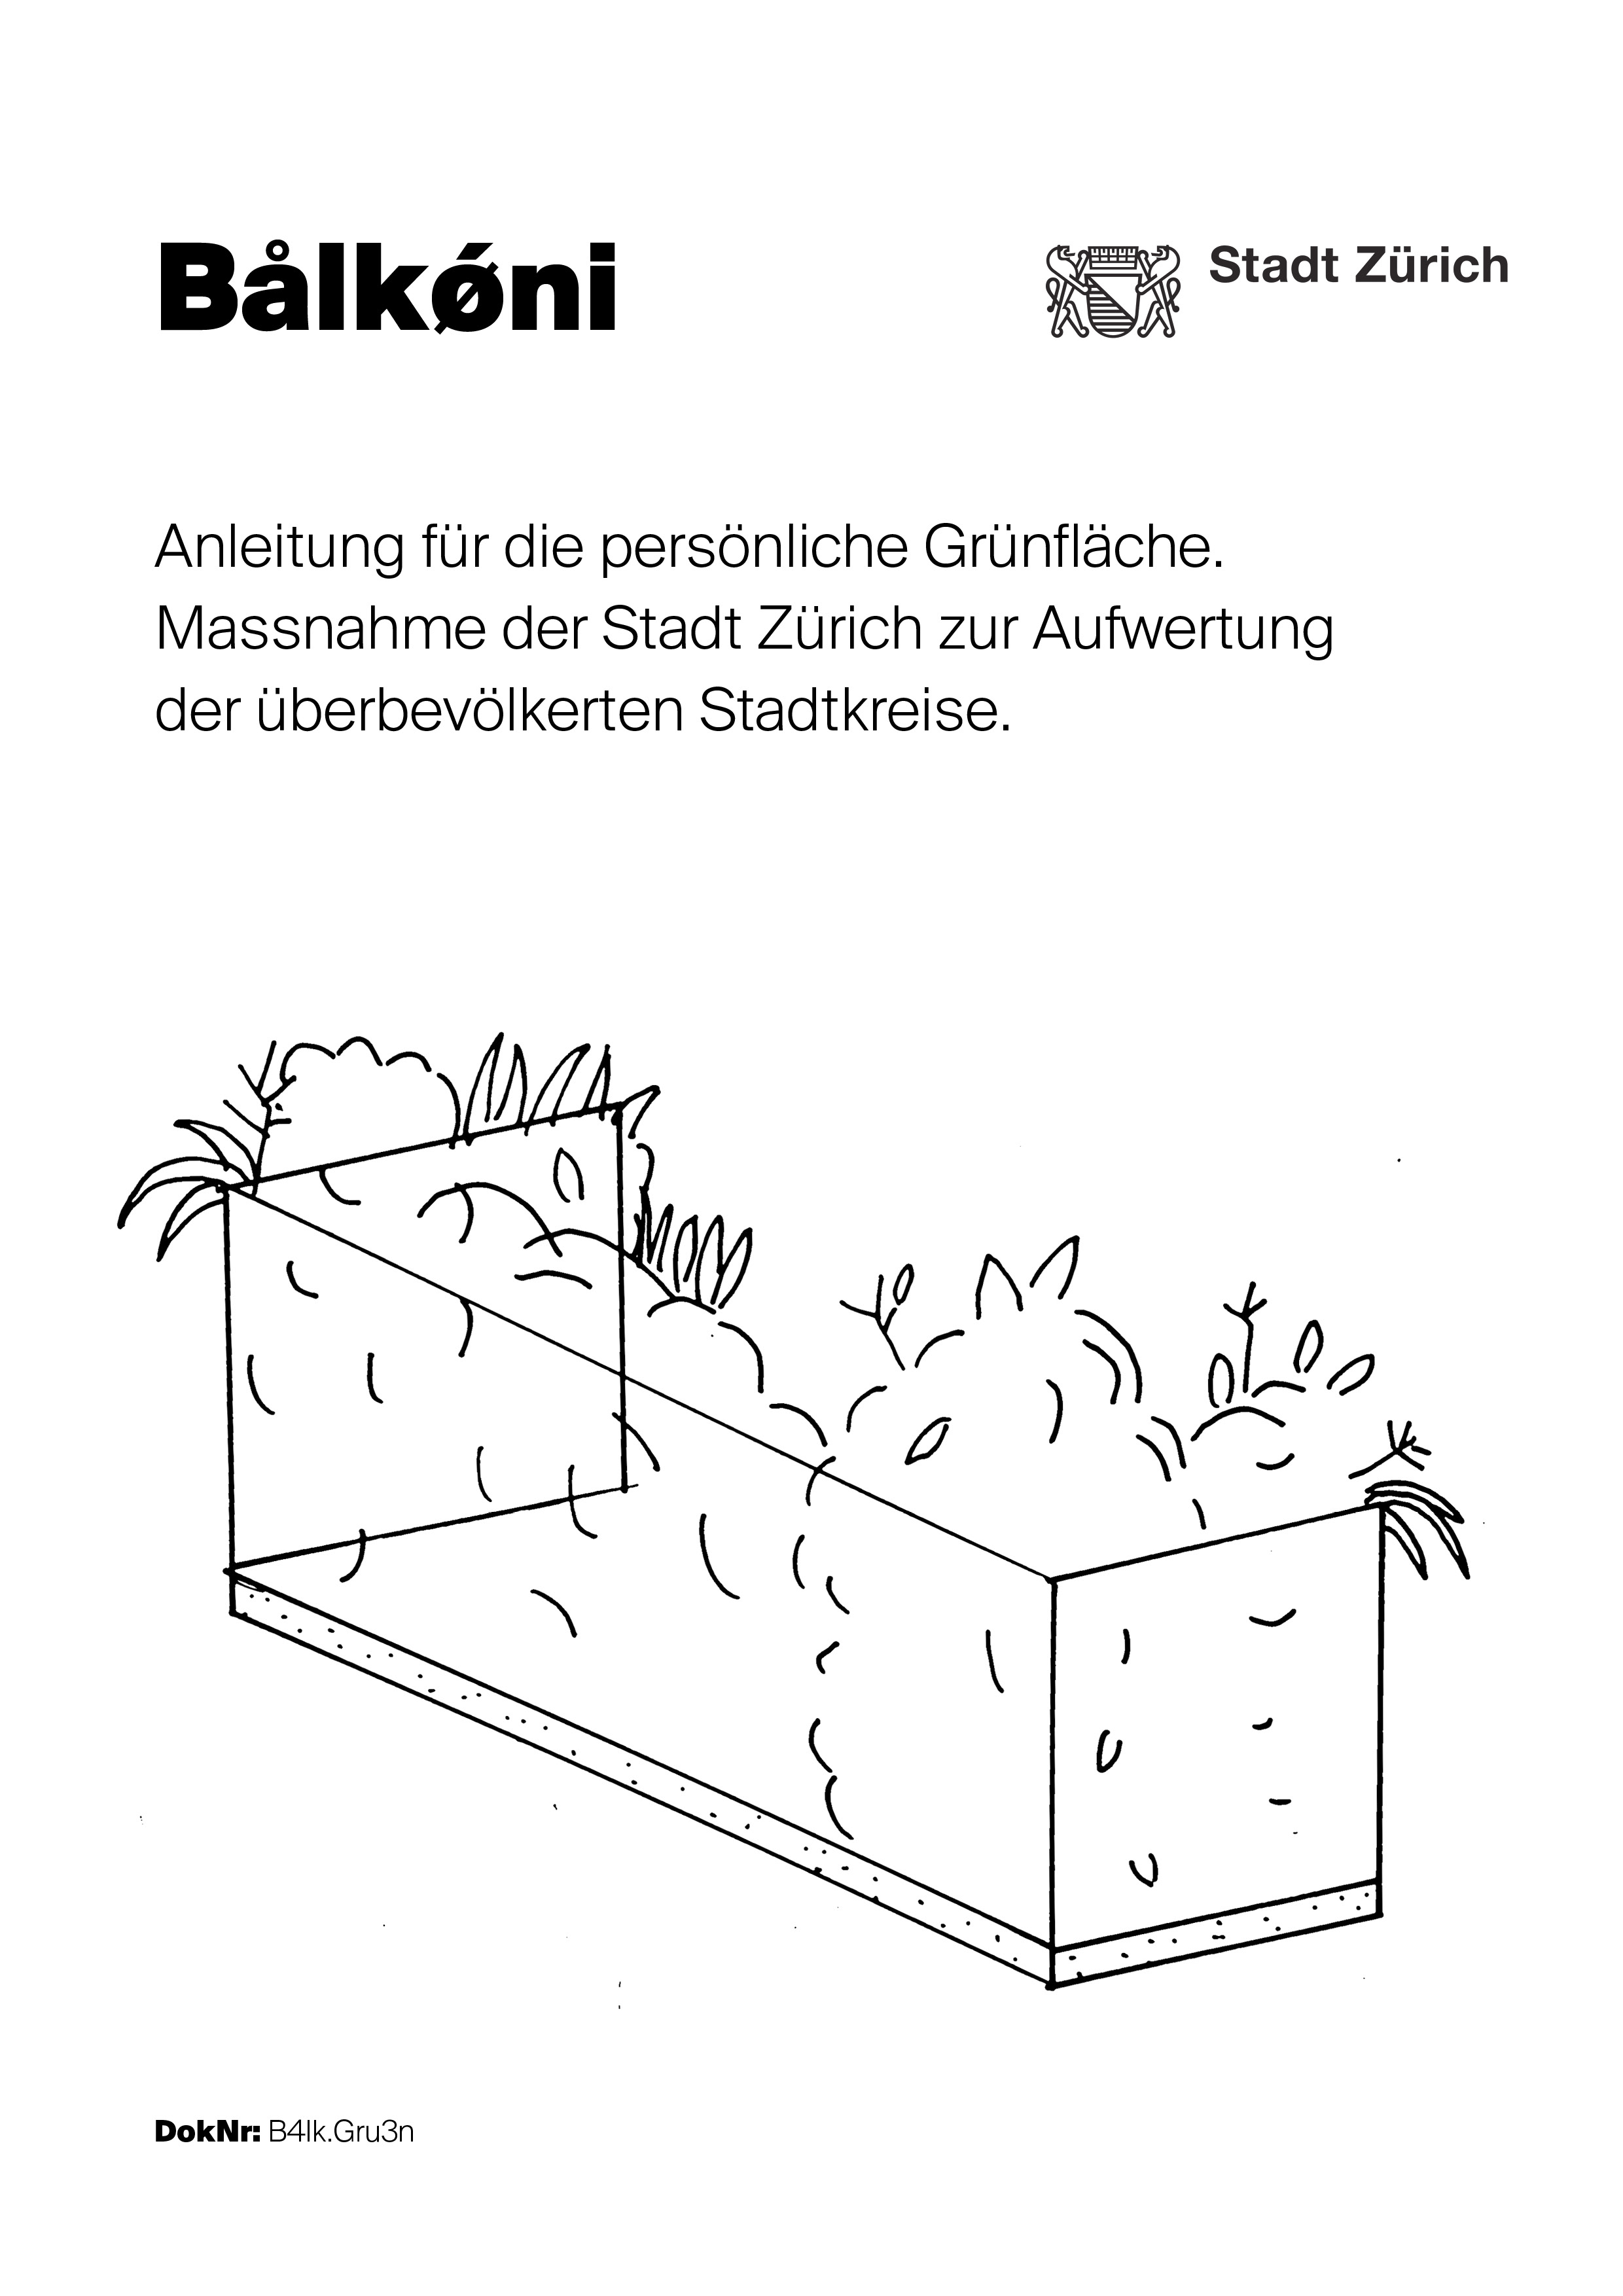 Bålkǿni
Stadt Zürich
Anleitung für die persönliche Grünfläche.
Massnahme der Stadt Zürich zur Aufwertung
der überbevölkerten Stadtkreise.
DokNr: B4lk.Gru3n